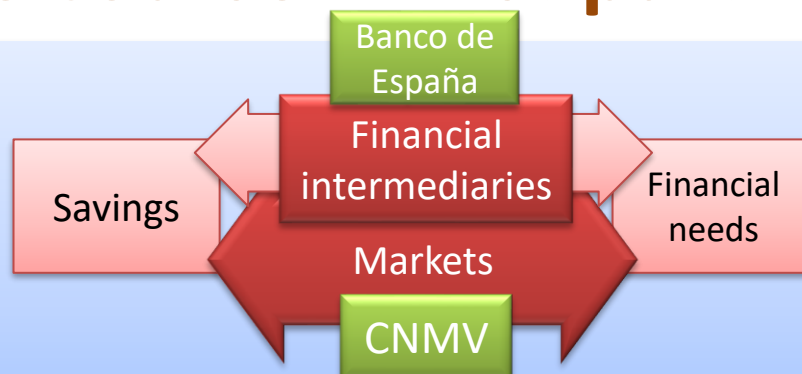 Banco de
España
Financial
intermediaries
Savings
Financial
needs
Markets
CNMV